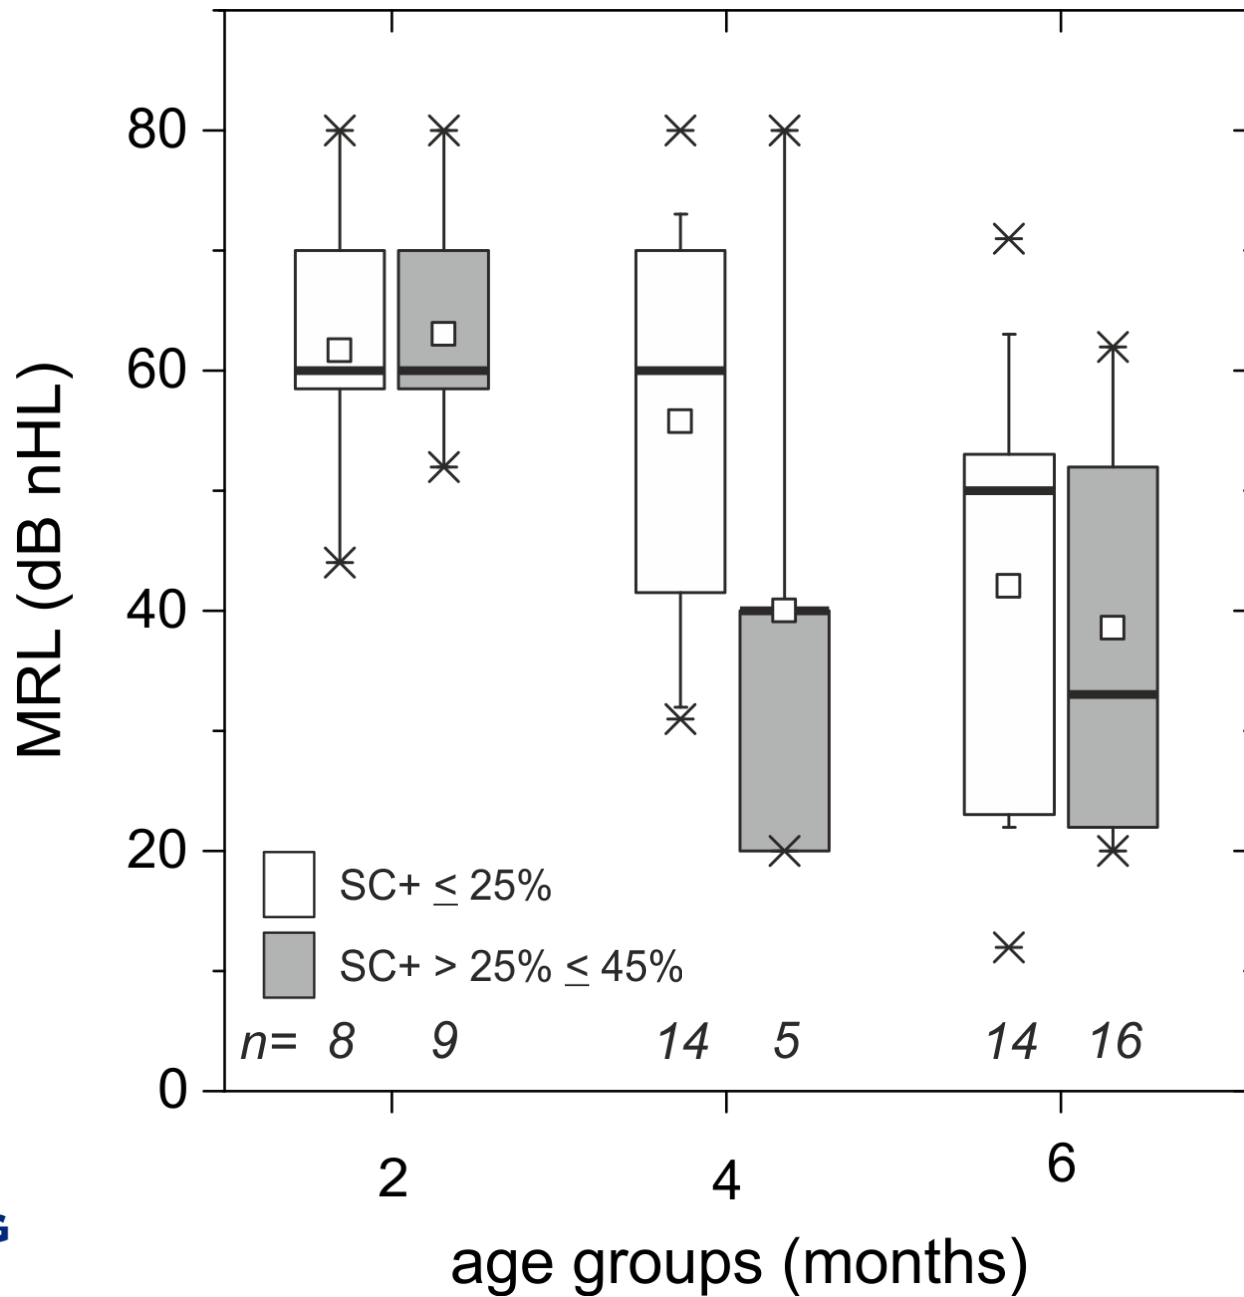 80
60
40
20
0
MRL (dB nHL)
SC+ ≤ 25%
SC+ > 25% ≤ 45%
n= 8 9 14 5 14 16
2 4 6
age groups (months)
G